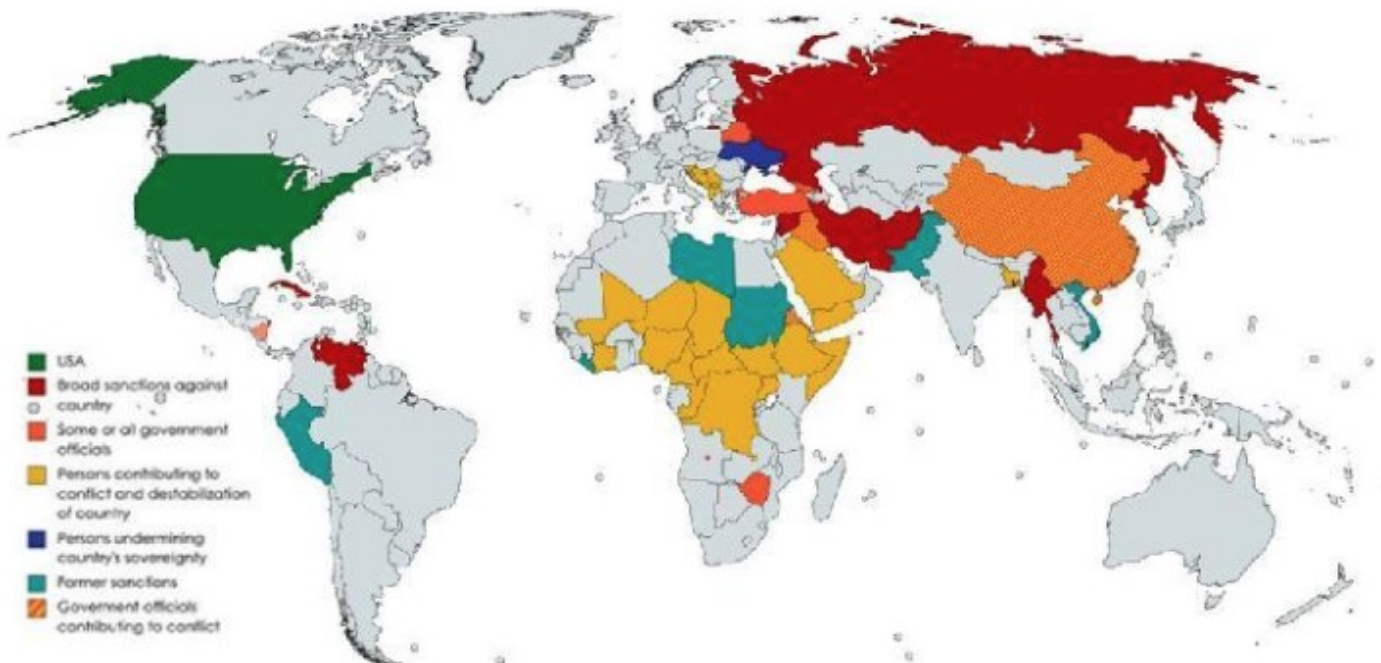 USA
Broad sanctions against
country
Some or all government
officials
Persons contributing to
conflict and destabilization
of country
Persons undermining
country's sovereignty
Former sanctions
Goverment officials
contributing to conflict